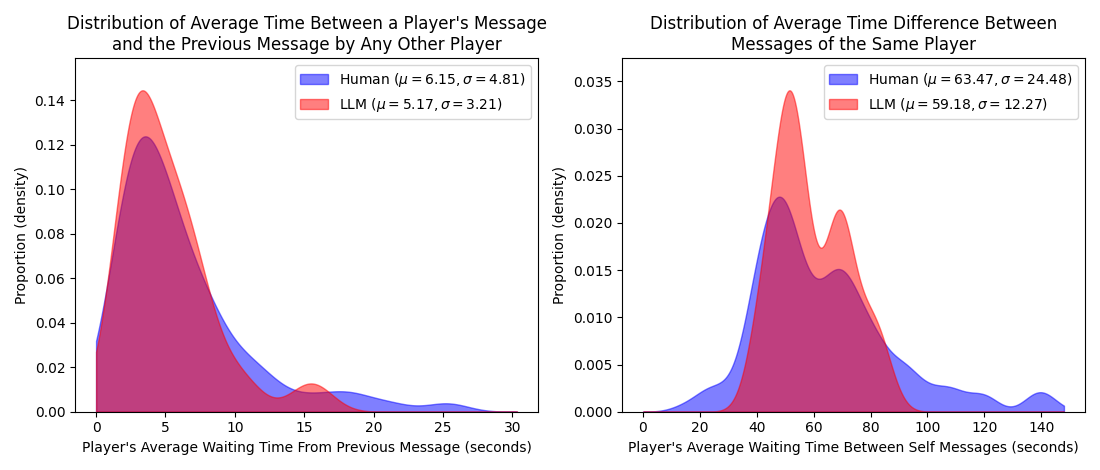 Distribution of Average Time Between a Player's Message
and the Previous Message by Any Other Player
Human (μ = 6.15, σ = 4.81)
LLM (μ = 5.17, σ = 3.21)
Proportion (density)
0.14
0.12
0.10
0.08
0.06
0.04
0.02
0.00
0 5 10 15 20 25 30
Player's Average Waiting Time From Previous Message (seconds)
Distribution of Average Time Difference Between
Messages of the Same Player
Human (μ = 63.47, σ = 24.48)
LLM (μ = 59.18, σ = 12.27)
Proportion (density)
0.035
0.030
0.025
0.020
0.015
0.010
0.005
0.000
0 20 40 60 80 100 120 140
Player's Average Waiting Time Between Self Messages (seconds)